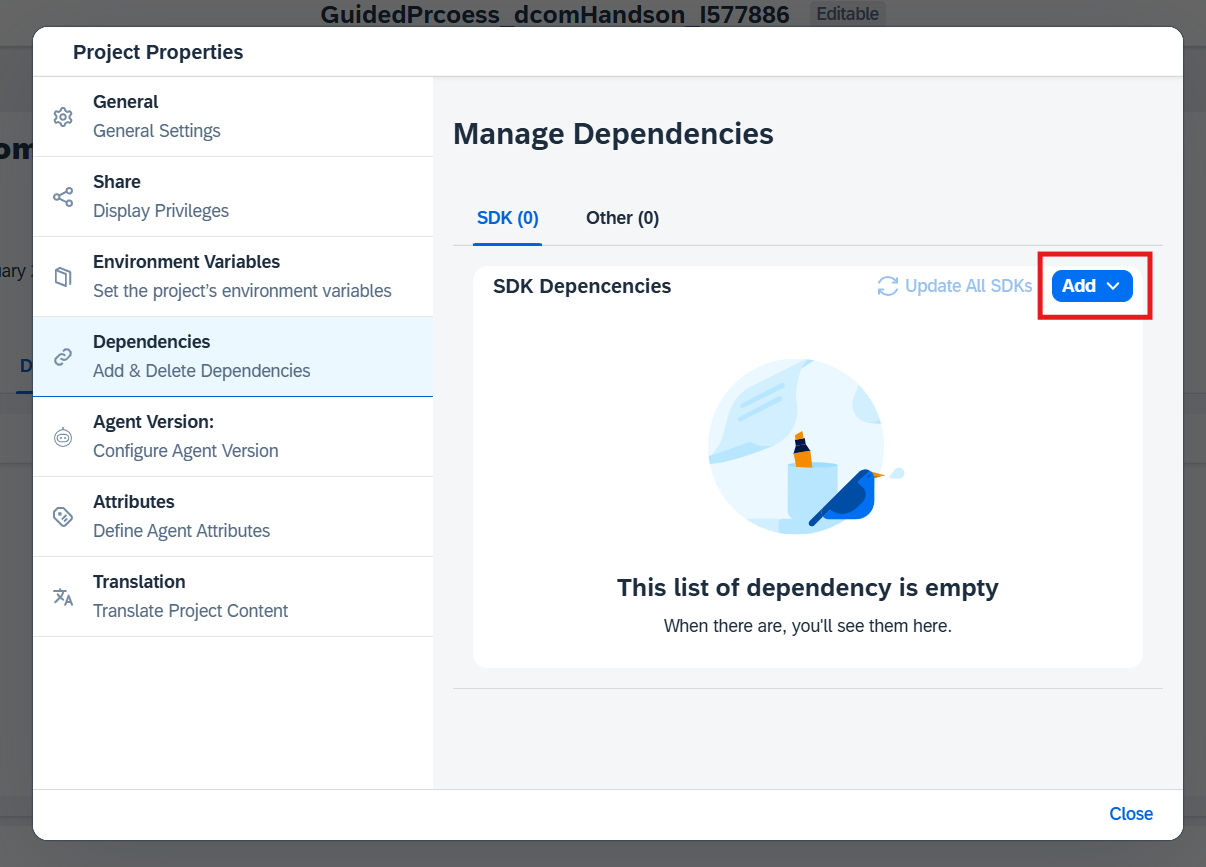 GuidedPrcoess_dcomHandson_I577886 Editable
Project Properties
General
General Settings
Share
Display Privileges
Environment Variables
Set the project's environment variables
Dependencies
Add & Delete Dependencies
Agent Version:
Configure Agent Version
Attributes
Define Agent Attributes
Translation
Translate Project Content
Manage Dependencies
SDK (0) Other (0)
SDK Depencencies Update All SDKs Add
This list of dependency is empty
When there are, you'll see them here.
Close